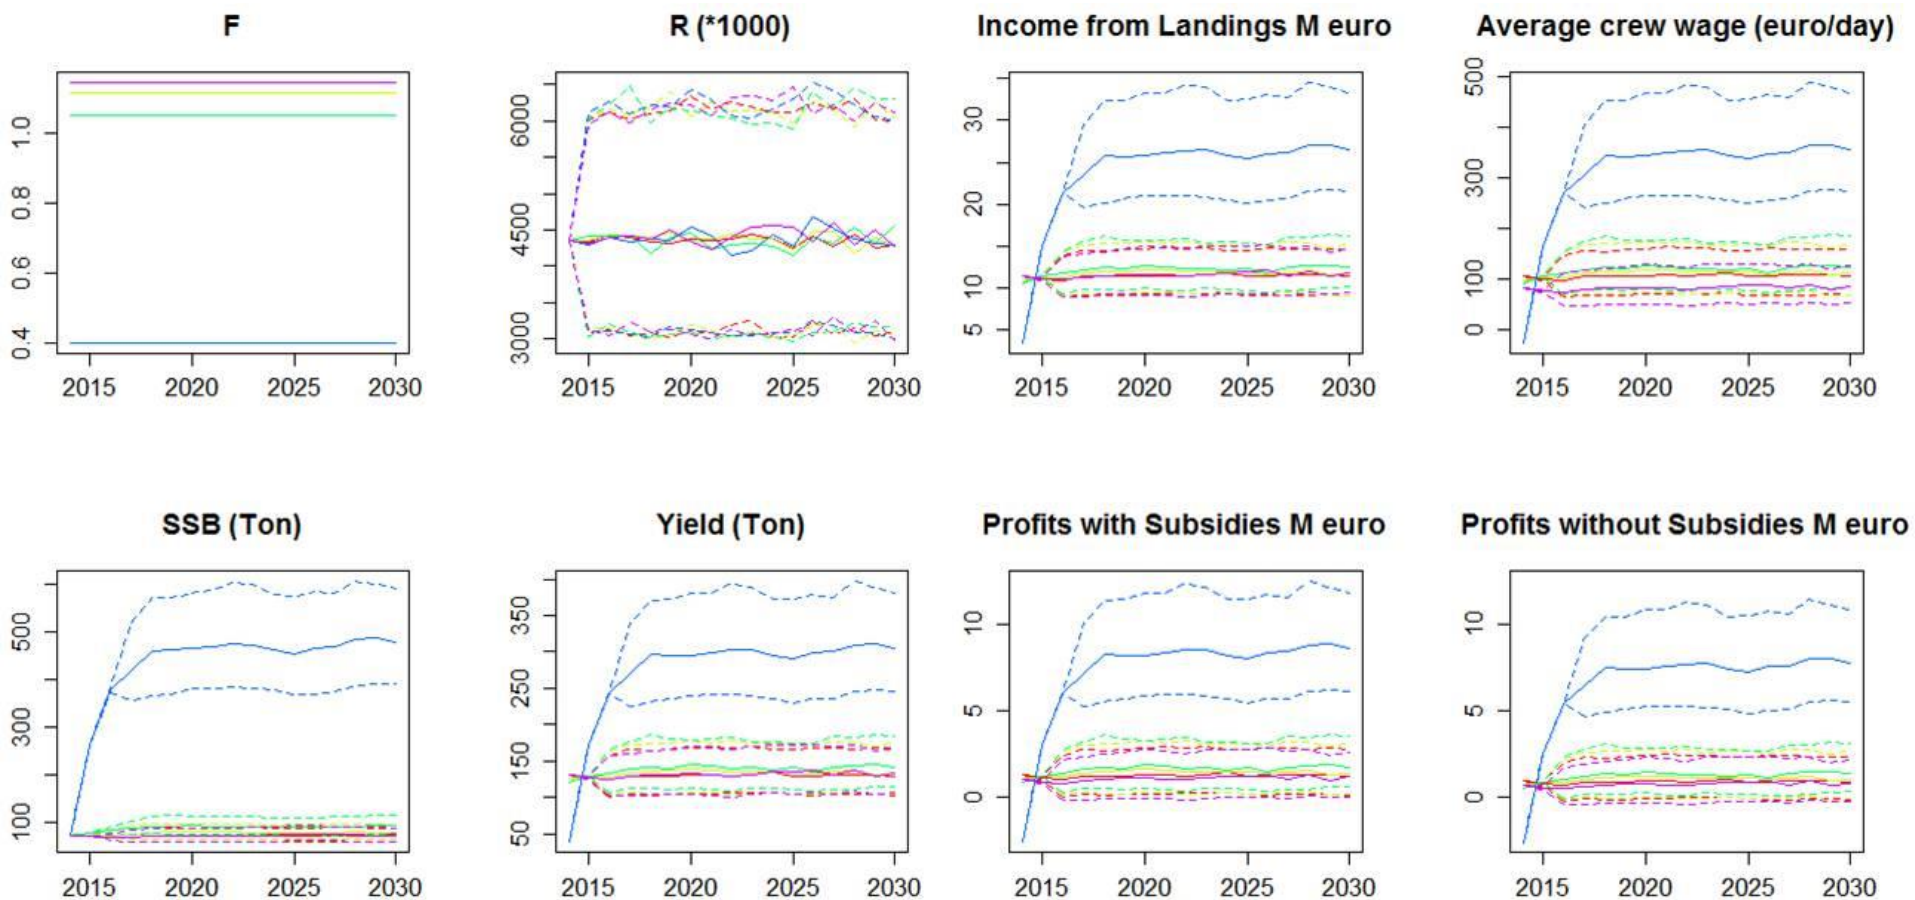 F
R (*1000)
Income from Landings M euro
Average crew wage (euro/day)
0.4 0.6 0.8 1.0
3000 4500 6000
5 10 20 30
0 100 300 500
2015 2020 2025 2030
2015 2020 2025 2030
2015 2020 2025 2030
2015 2020 2025 2030
SSB (Ton)
Yield (Ton)
Profits with Subsidies M euro
Profits without Subsidies M euro
100 300 500
50 150 250 350
0 5 10
0 5 10
2015 2020 2025 2030
2015 2020 2025 2030
2015 2020 2025 2030
2015 2020 2025 2030